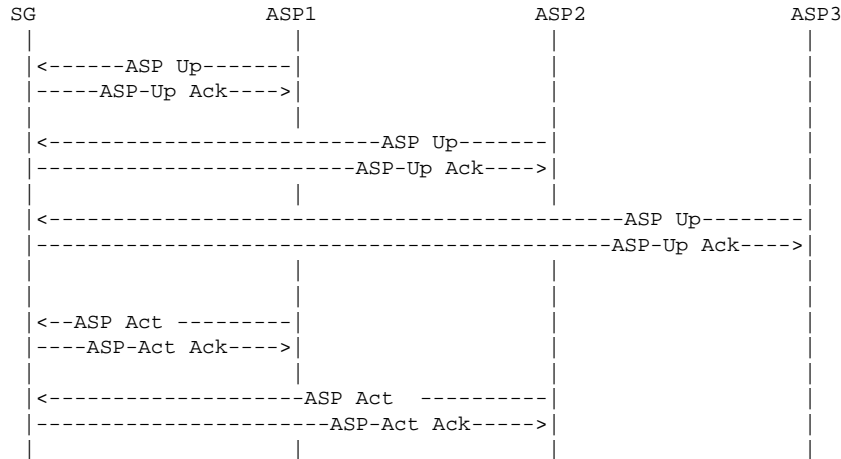 SG                  ASP1                ASP2                ASP3
|                    |                   |                   |
|<------ASP Up-------|                   |                   |
|-----ASP-Up Ack---->|                   |                   |
|                    |                   |                   |
|<--------------------------ASP Up-------|                   |
|-------------------------ASP-Up Ack---->|                   |
|                    |                   |                   |
|<---------------------------------------------ASP Up--------|
|--------------------------------------------ASP-Up Ack---->|
|                    |                   |                   |
|                    |                   |                   |
|<--ASP Act ---------|                   |                   |
|----ASP-Act Ack---->|                   |                   |
|                    |                   |                   |
|<---------------------ASP Act  ----------|                   |
|-----------------------ASP-Act Ack----->|                   |
|                    |                   |                   |